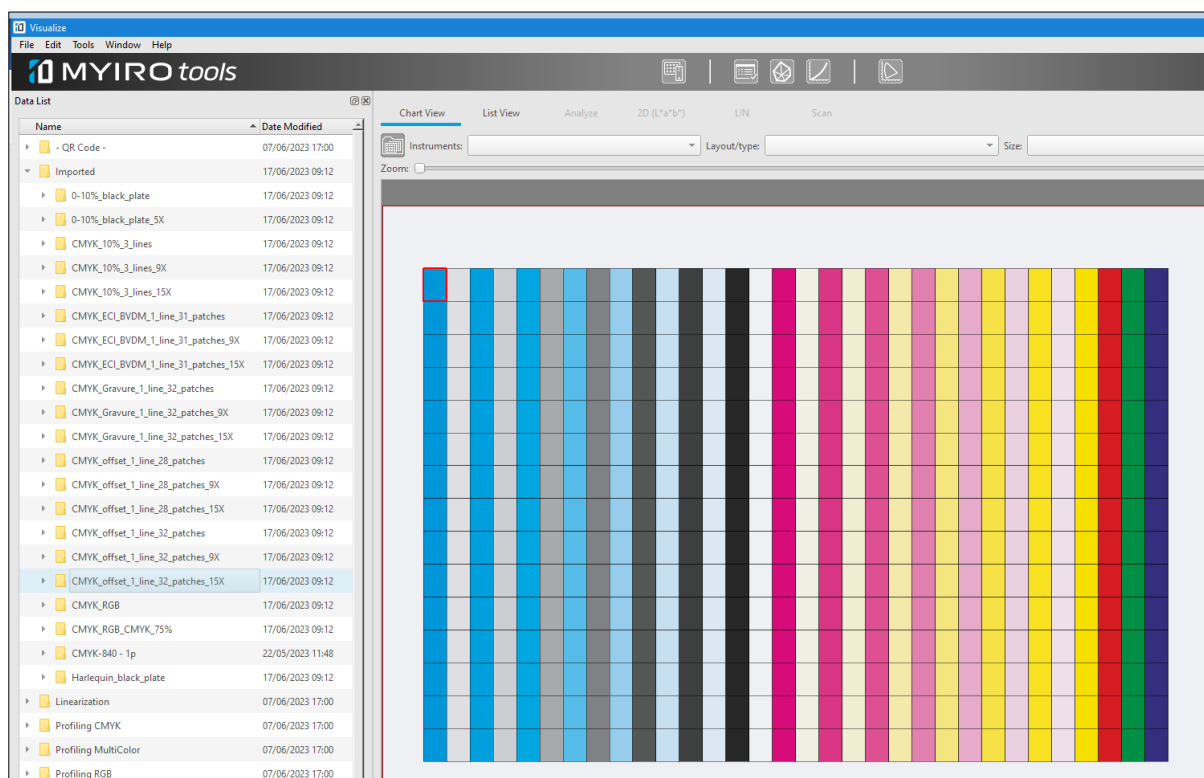 Visualize
File Edit Tools Window Help
MYIRO tools
Data List
Name Date Modified
- QR Code - 07/06/2023 17:00
Imported 17/06/2023 09:12
0-10%_black_plate 17/06/2023 09:12
0-10%_black_plate_5X 17/06/2023 09:12
CMYK_10%_3_lines 17/06/2023 09:12
CMYK_10%_3_lines_9X 17/06/2023 09:12
CMYK_10%_3_lines_15X 17/06/2023 09:12
CMYK_ECI_BVDM_1_line_31_patches 17/06/2023 09:12
CMYK_ECI_BVDM_1_line_31_patches_9X 17/06/2023 09:12
CMYK_ECI_BVDM_1_line_31_patches_15X 17/06/2023 09:12
CMYK_Gravure_1_line_32_patches 17/06/2023 09:12
CMYK_Gravure_1_line_32_patches_9X 17/06/2023 09:12
CMYK_Gravure_1_line_32_patches_15X 17/06/2023 09:12
CMYK_offset_1_line_28_patches 17/06/2023 09:12
CMYK_offset_1_line_28_patches_9X 17/06/2023 09:12
CMYK_offset_1_line_28_patches_15X 17/06/2023 09:12
CMYK_offset_1_line_32_patches 17/06/2023 09:12
CMYK_offset_1_line_32_patches_9X 17/06/2023 09:12
CMYK_offset_1_line_32_patches_15X 17/06/2023 09:12
CMYK_RGB 17/06/2023 09:12
CMYK_RGB_CMYK_75% 17/06/2023 09:12
CMYK-840 - 1p 22/05/2023 11:48
Harlequin_black_plate 17/06/2023 09:12
Linearization 07/06/2023 17:00
Profiling CMYK 07/06/2023 17:00
Profiling MultiColor 07/06/2023 17:00
Profiling RGB 07/06/2023 17:00
Chart View List View Analyze 2D (L*a*b*) LIN Scan
Instruments: Layout/type: Size:
Zoom: